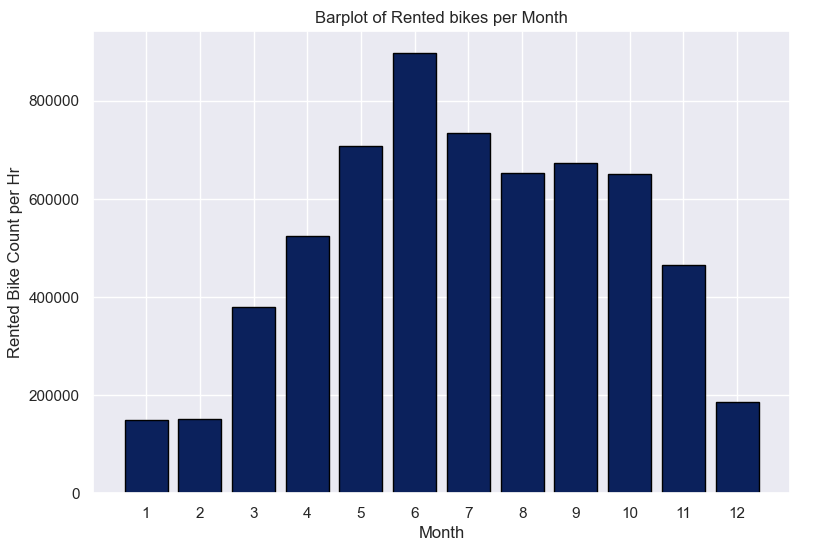 Barplot of Rented bikes per Month
Rented Bike Count per Hr
800000
600000
400000
200000
0
1 2 3 4 5 6 7 8 9 10 11 12
Month